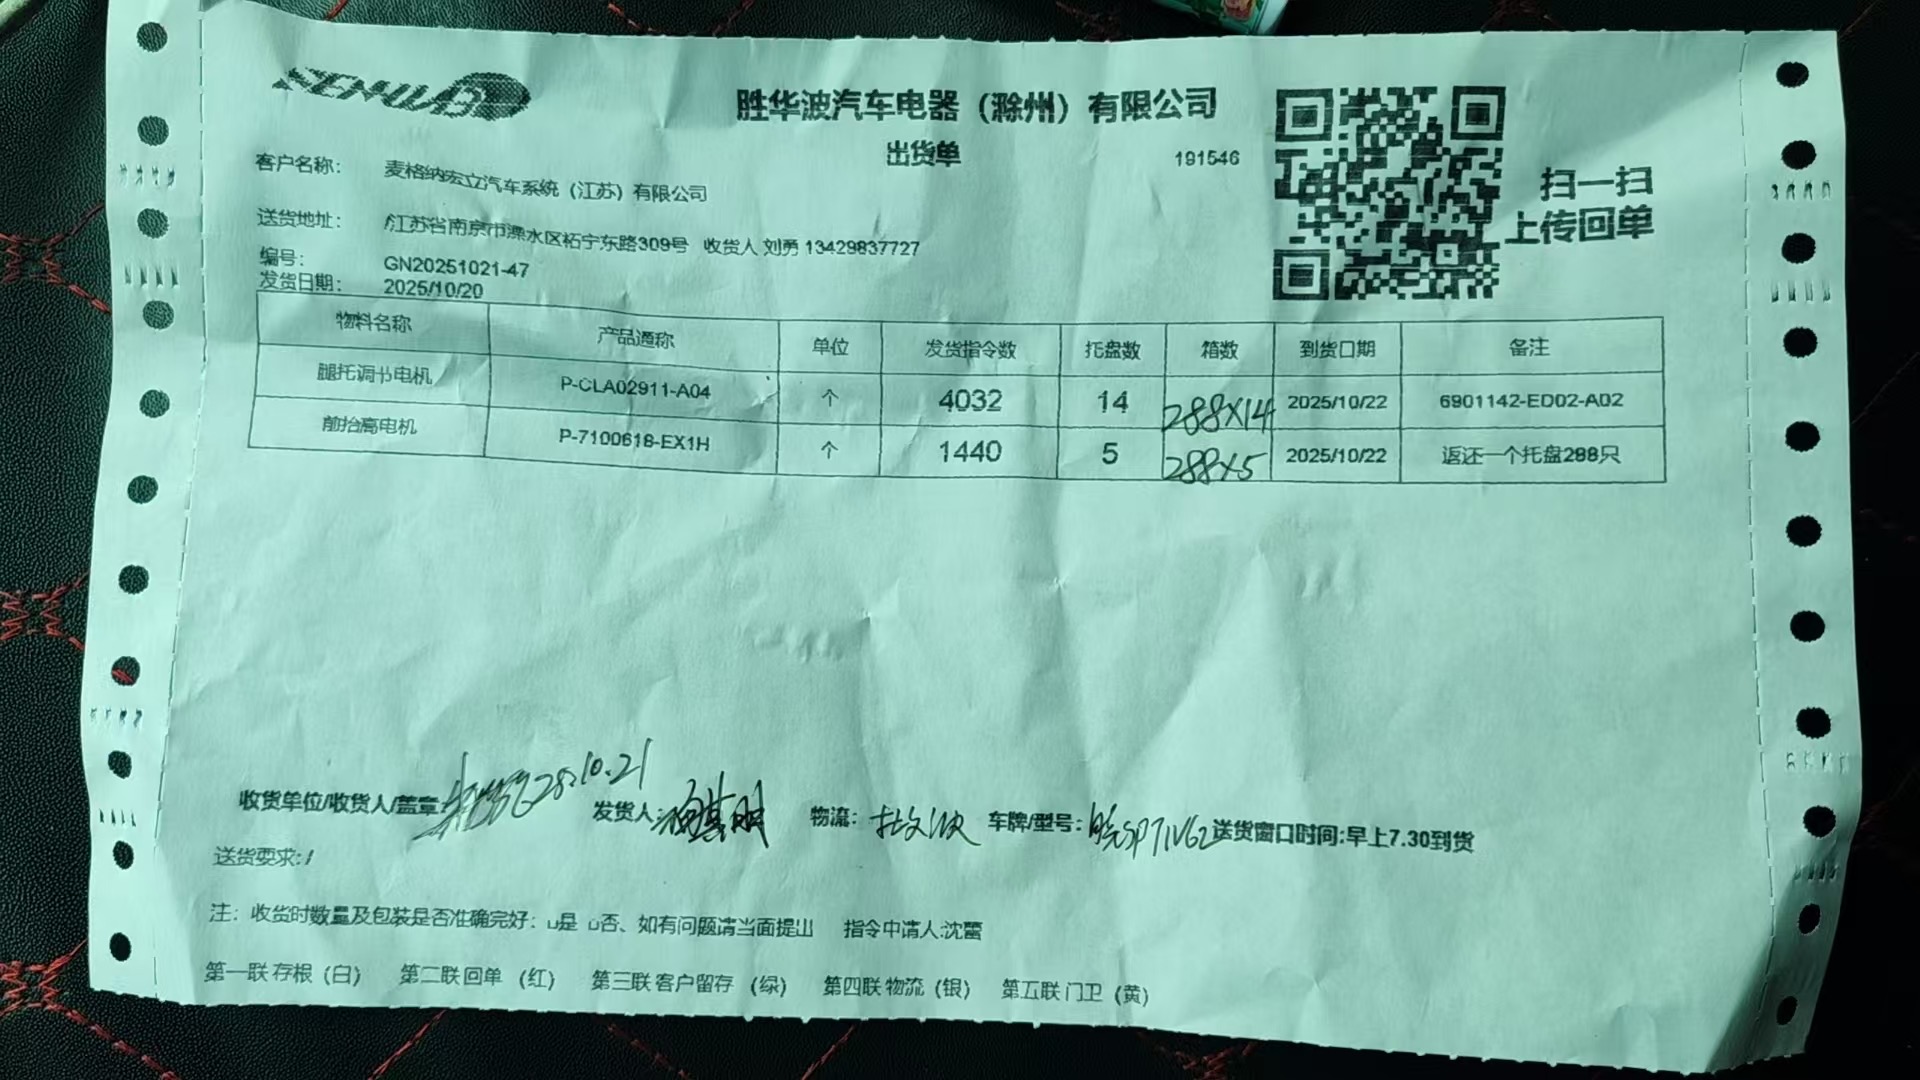 SENHUABO
胜华波汽车电器（滁州）有限公司
出货单
191546
扫一扫
上传回单
客户名称： 麦格纳宏立汽车系统（江苏）有限公司
送货地址： /江苏省南京市溧水区柘宁东路309号 收货人 刘勇 13429837727
编号： GN20251021-47
发货日期： 2025/10/20
物料名称 产品通称 单位 发货指令数 托盘数 箱数 到货日期 备注
腿托调节电机 P-CLA02911-A04 个 4032 14 288X14 2025/10/22 6901142-ED02-A02
前抬高电机 P-7100618-EX1H 个 1440 5 288X5 2025/10/22 返还一个托盘288只
收货单位/收货人/盖章: 10.21 发货人: 物流: 车牌/型号: 送货窗口时间:早上7.30到货
送货要求:/
注：收货时数量及包装是否准确完好：□是 □否、如有问题请当面提出 指令申请人:沈蕾
第一联 存根（白） 第二联 回单 （红） 第三联 客户留存 （绿） 第四联 物流（银） 第五联 门卫（黄）